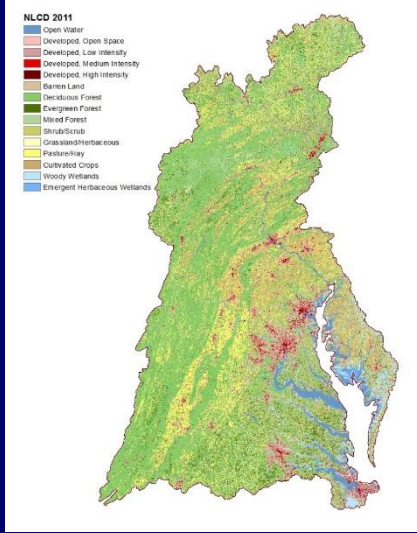 NLCD 2011
Open Water
Developed, Open Space
Developed, Low Intensity
Developed, Medium Intensity
Developed, High Intensity
Barren Land
Deciduous Forest
Evergreen Forest
Mixed Forest
Shrub/Scrub
Grassland/Herbaceous
Pasture/Hay
Cultivated Crops
Woody Wetlands
Emergent Herbaceous Wetlands